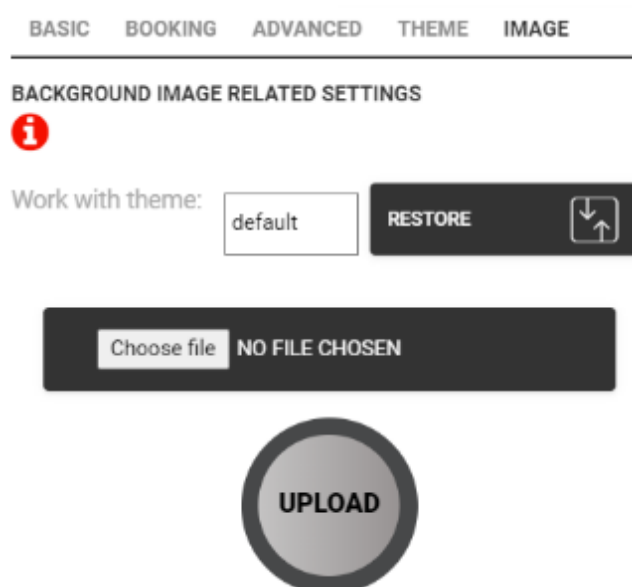 BASIC BOOKING ADVANCED THEME IMAGE
BACKGROUND IMAGE RELATED SETTINGS
i
Work with theme: default RESTORE
Choose file NO FILE CHOSEN
UPLOAD